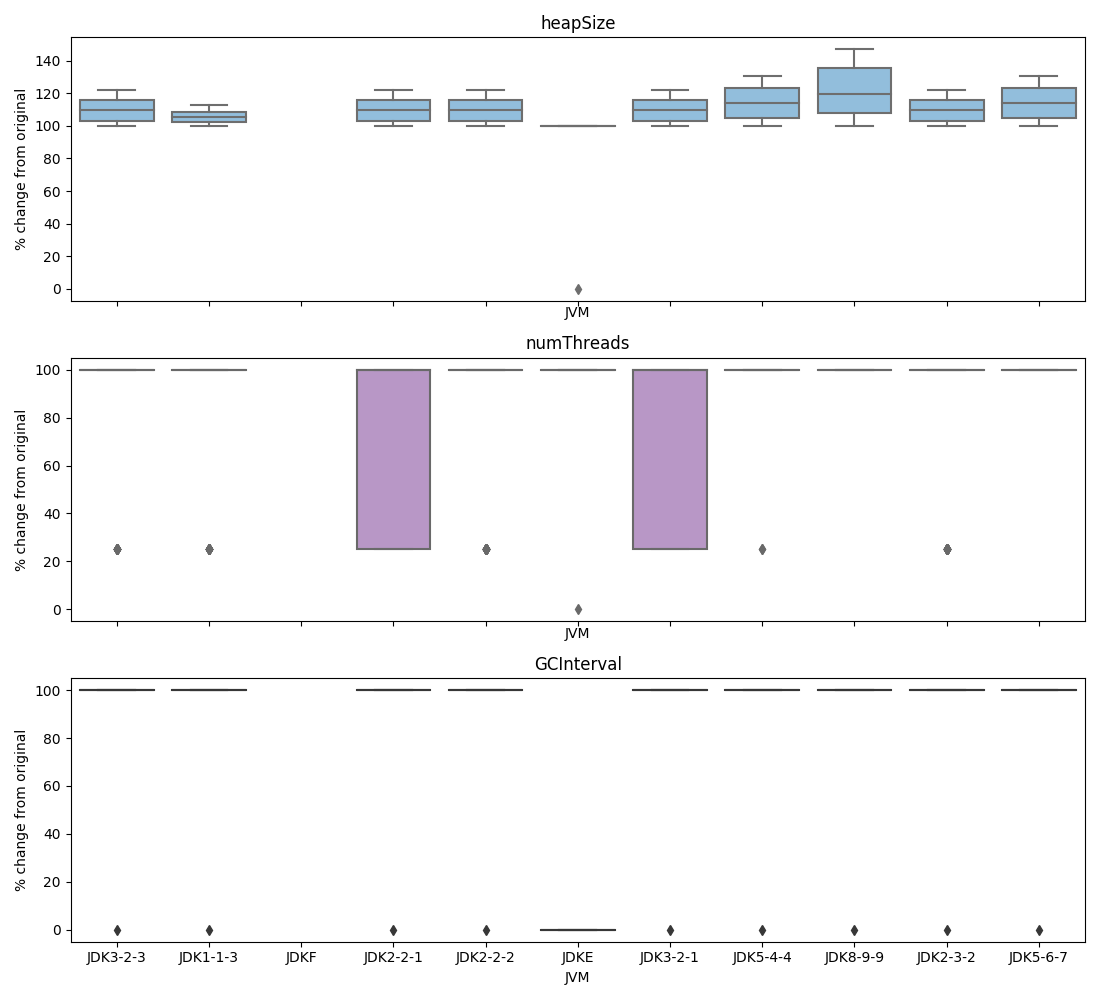 heapSize
% change from original
140
120
100
80
60
40
20
0
JVM
numThreads
% change from original
100
80
60
40
20
0
JVM
GCInterval
% change from original
100
80
60
40
20
0
JDK3-2-3 JDK1-1-3 JDKF JDK2-2-1 JDK2-2-2 JDKE JDK3-2-1 JDK5-4-4 JDK8-9-9 JDK2-3-2 JDK5-6-7
JVM